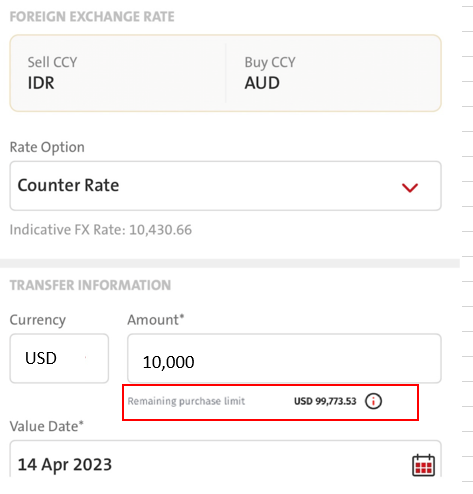 FOREIGN EXCHANGE RATE
Sell CCY Buy CCY
IDR AUD
Rate Option
Counter Rate
Indicative FX Rate: 10,430.66
TRANSFER INFORMATION
Currency Amount*
USD 10,000
Remaining purchase limit USD 99,773.53
Value Date*
14 Apr 2023